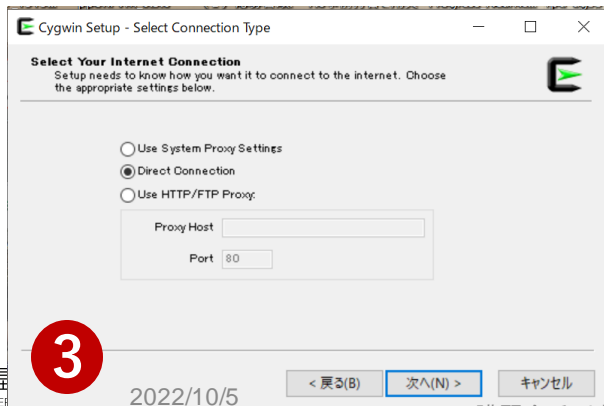 Cygwin Setup - Select Connection Type
Select Your Internet Connection
Setup needs to know how you want it to connect to the internet. Choose
the appropriate settings below.
Use System Proxy Settings
Direct Connection
Use HTTP/FTP Proxy:
Proxy Host
Port 80
3
< 戻る(B) 次へ(N) > キャンセル
2022/10/5